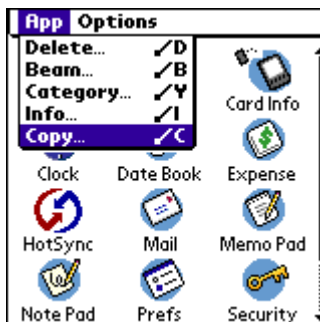 App Options
Delete... /D
Beam... /B
Category... /Y
Info... /I
Copy... /C
Card Info
Clock Date Book Expense
HotSync Mail Memo Pad
Note Pad Prefs Security